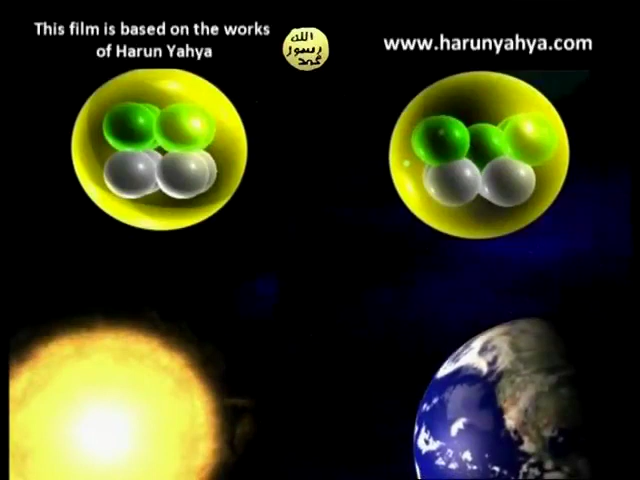 This film is based on the works
of Harun Yahya
الله
رسول
محمد
www.harunyahya.com